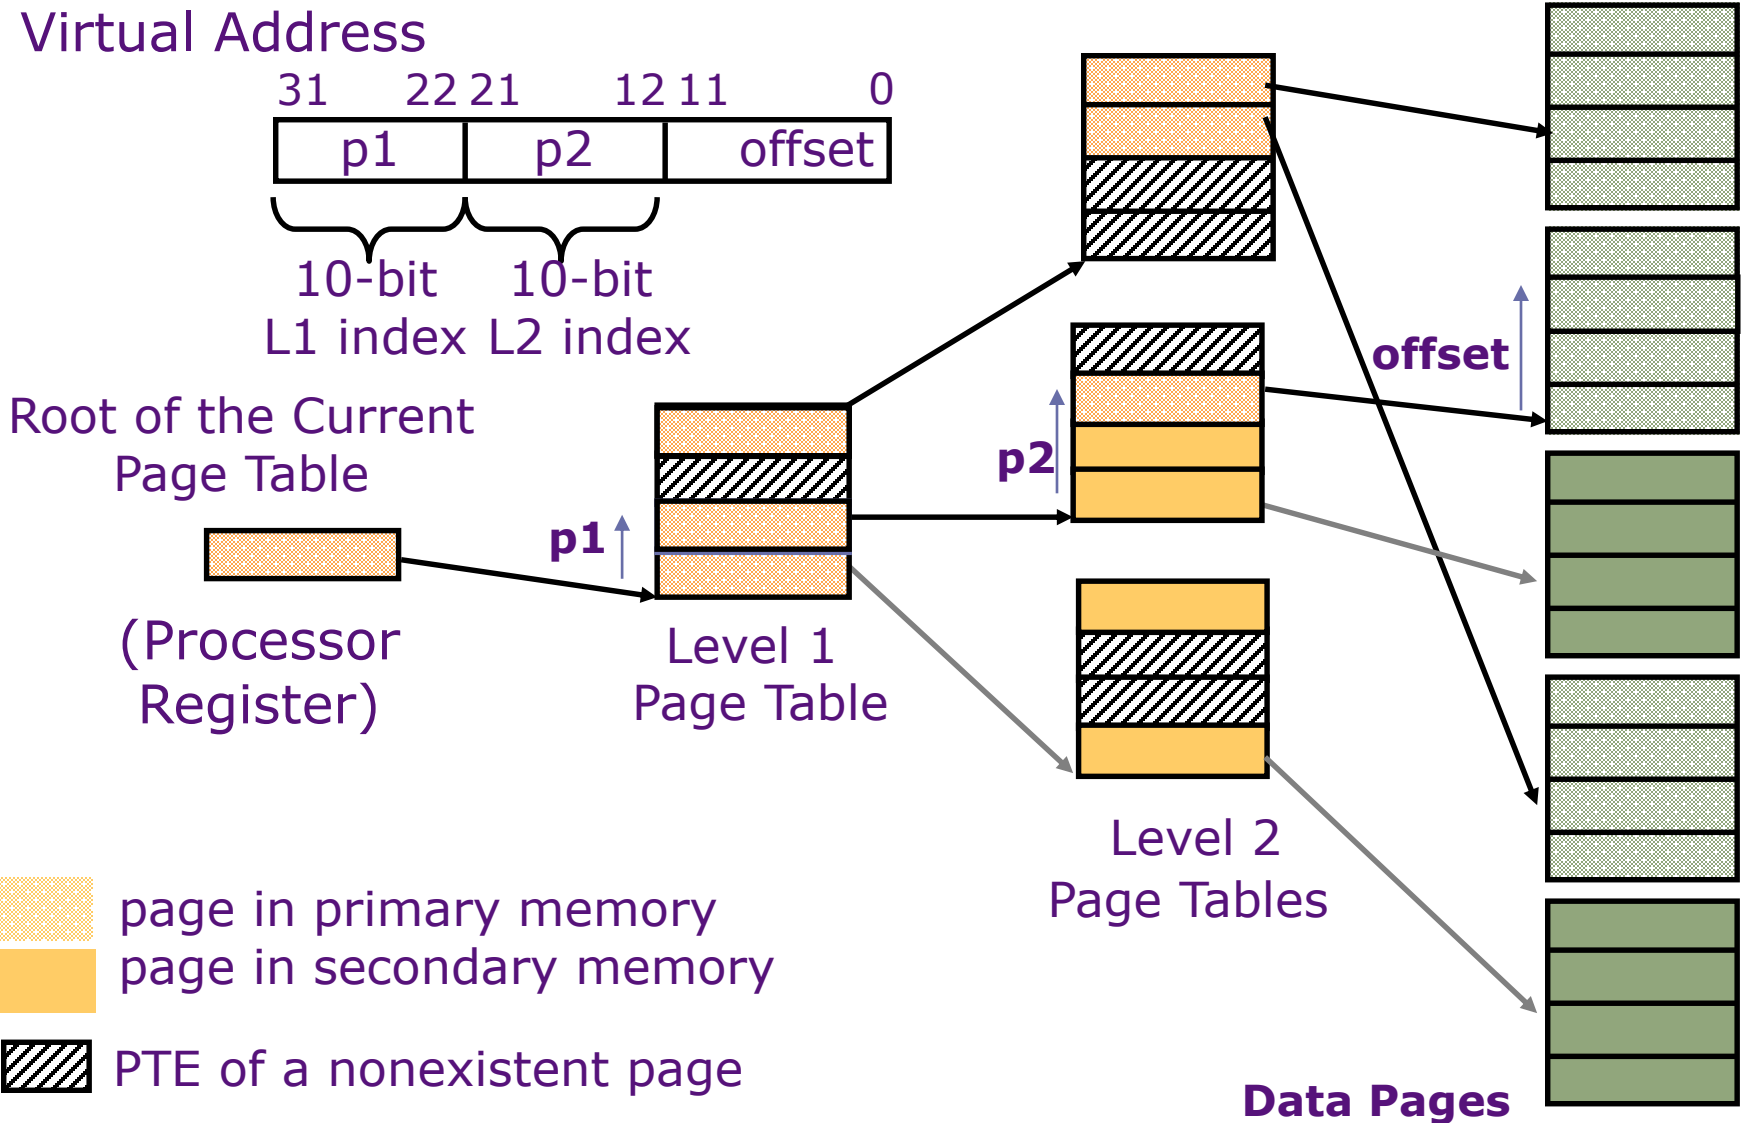 Virtual Address
31 22 21 12 11 0
p1 p2 offset
10-bit 10-bit
L1 index L2 index
Root of the Current
Page Table
(Processor
Register)
p1
Level 1
Page Table
p2
Level 2
Page Tables
offset
Data Pages
page in primary memory
page in secondary memory
PTE of a nonexistent page